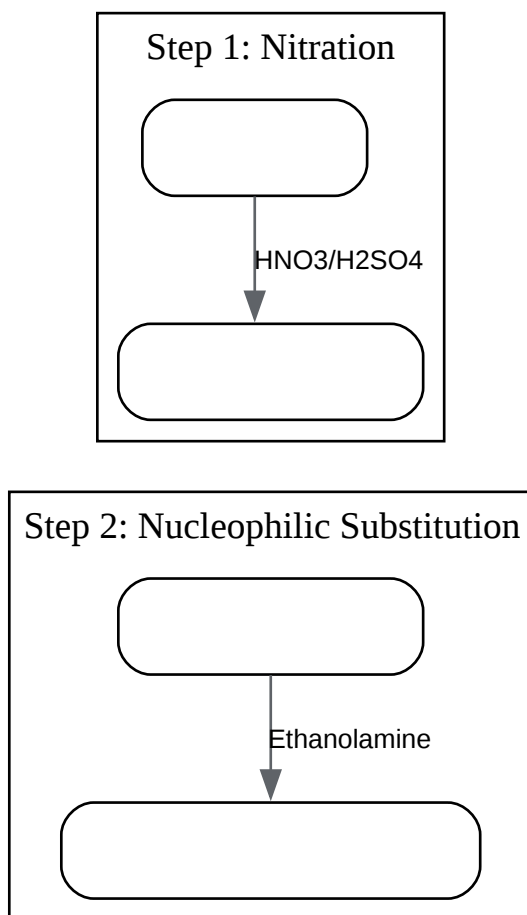 Step 1: Nitration
HNO3/H2SO4
Step 2: Nucleophilic Substitution
Ethanolamine